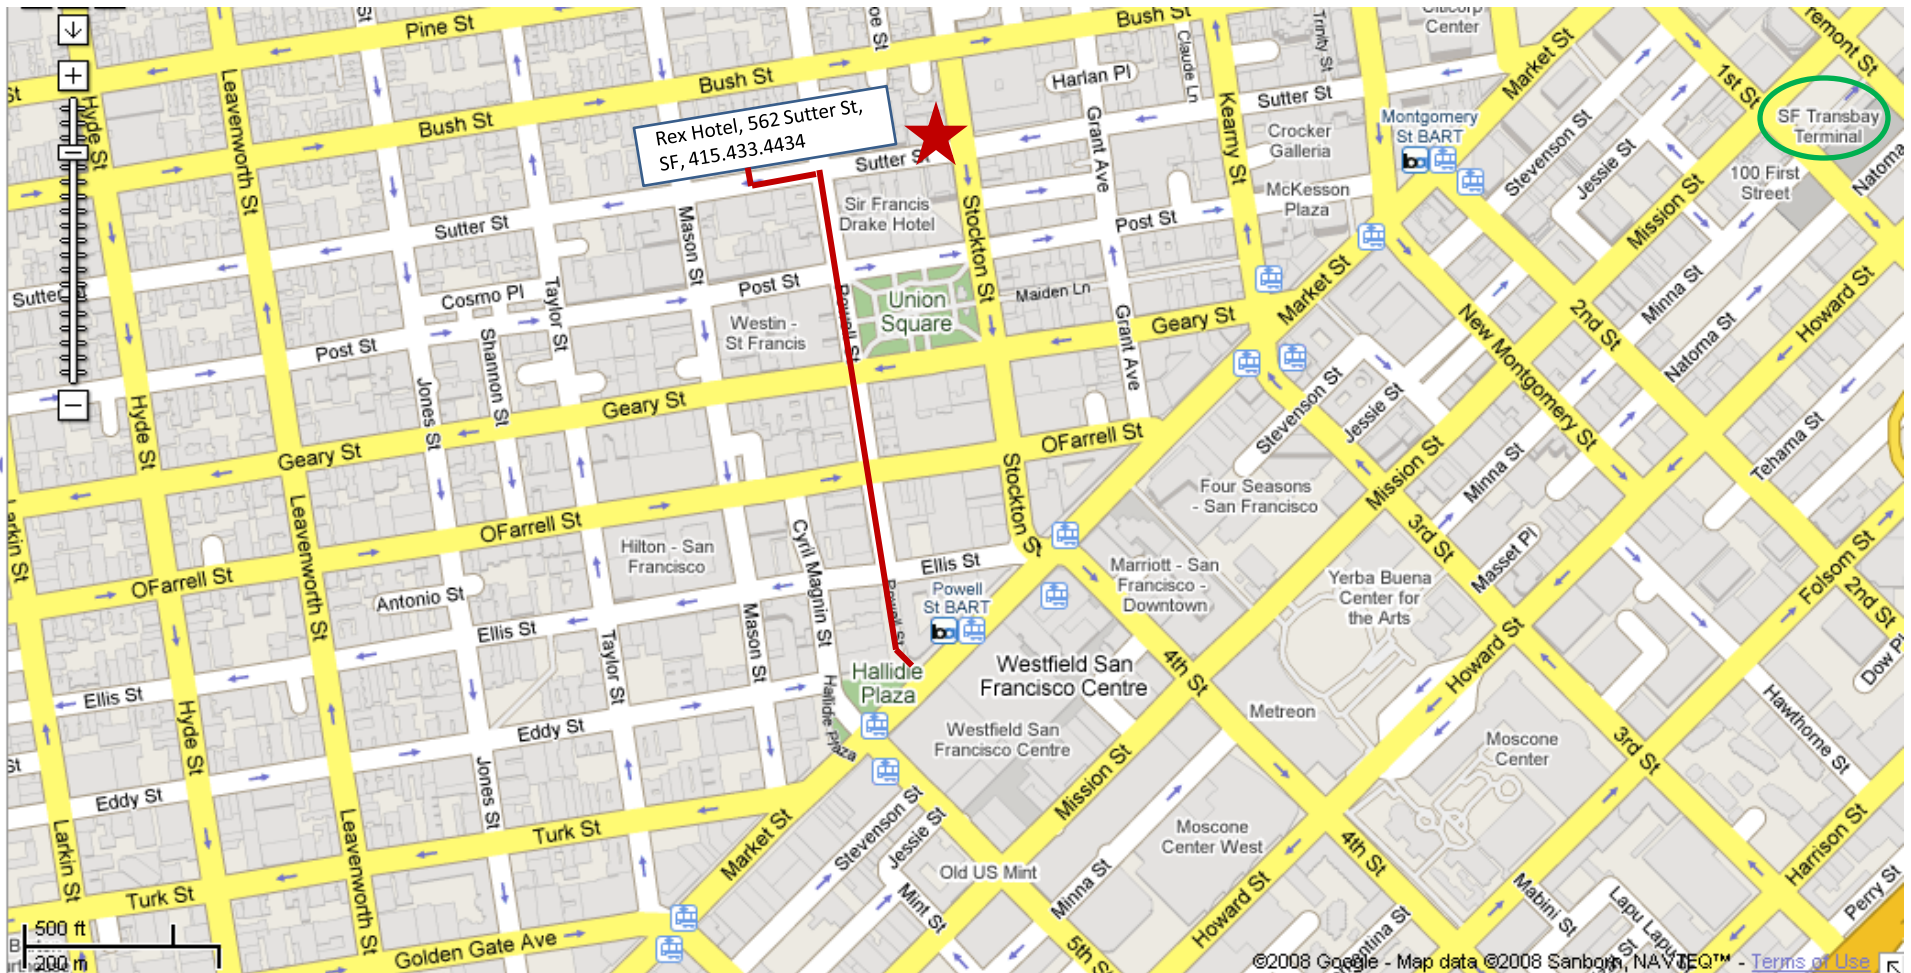 Pine St
Bush St
Citicorp
Center
Market St
1st St
Trinity St
Claude Ln
Harlan Pl
Sutter St
Bush St
Bush St
Hyde St
Leavenworth St
Rex Hotel, 562 Sutter St,
SF, 415.433.4434
Sutter St
Grant Ave
Kearny St
Crocker
Galleria
Montgomery
St BART
SF Transbay
Terminal
Natoma
Stevenson St
Jessie St
100 First
Street
McKesson
Plaza
Mission St
Sir Francis
Drake Hotel
Stockton St
Post St
Sutter St
Mason St
Sutter St
Cosmo Pl
Taylor St
Post St
Union
Square
Maiden Ln
Geary St
Market St
Westin -
St Francis
Powell St
Grant Ave
New Montgomery St
2nd St
Minna St
Natoma St
Howard St
Post St
Shannon St
Jones St
Hyde St
Geary St
Geary St
OFarrell St
Stevenson St
Jessie St
Mission St
Minna St
Tehama St
Four Seasons
- San Francisco
Stockton St
3rd St
Masset Pl
Larkin St
Leavenworth St
OFarrell St
OFarrell St
Hilton - San
Francisco
Cyril Magnin St
Ellis St
Powell St
Powell
St BART
Marriott - San
Francisco -
Downtown
Yerba Buena
Center for
the Arts
Folsom St
2nd St
Dow Pl
Antonio St
Ellis St
Taylor St
Mason St
Hallidie
Plaza
Hallidie Plaza
Westfield San
Francisco Centre
4th St
Howard St
Metreon
Hawthorne St
Ellis St
Hyde St
Eddy St
Westfield San
Francisco Centre
Moscone
Center
3rd St
Eddy St
Jones St
Mission St
Leavenworth St
Larkin St
Turk St
Market St
Stevenson St
Jessie St
Moscone
Center West
4th St
Harrison St
Turk St
Old US Mint
Mint St
Minna St
Howard St
Mabini St
Lapu Lapu
Perry St
500 ft
200 m
Golden Gate Ave
5th St
©2008 Google - Map data ©2008 Sanborn, NAVTEQ™ - Terms of Use